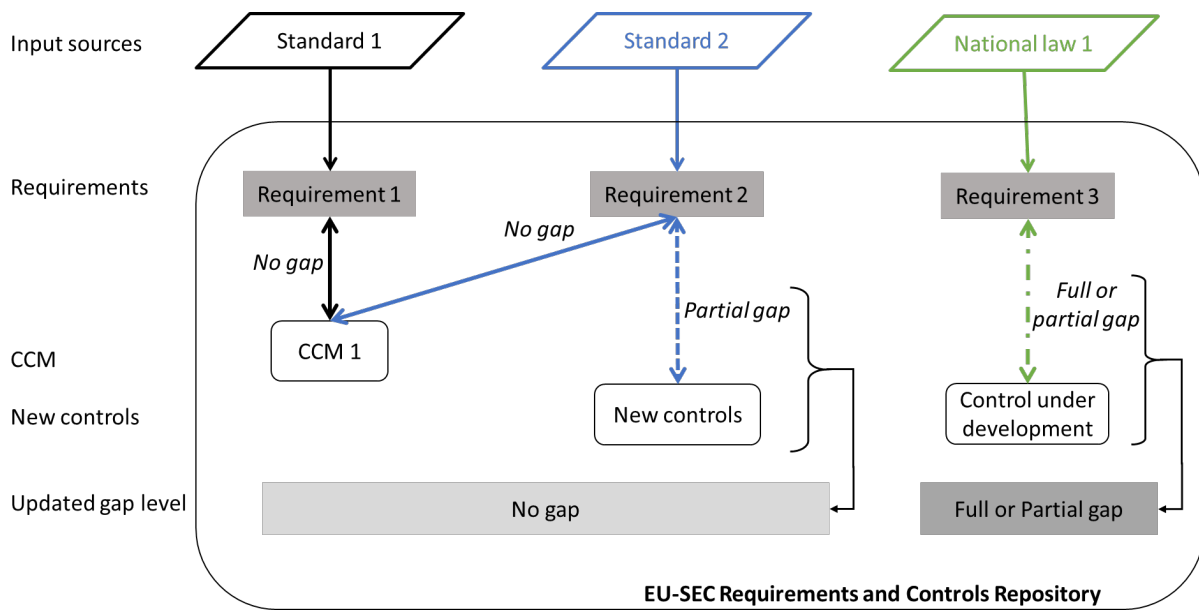 Input sources
Standard 1
Standard 2
National law 1
Requirements
Requirement 1
Requirement 2
Requirement 3
No gap
No gap
Partial gap
Full or
partial gap
CCM
CCM 1
New controls
New controls
Control under
development
Updated gap level
No gap
Full or Partial gap
EU-SEC Requirements and Controls Repository